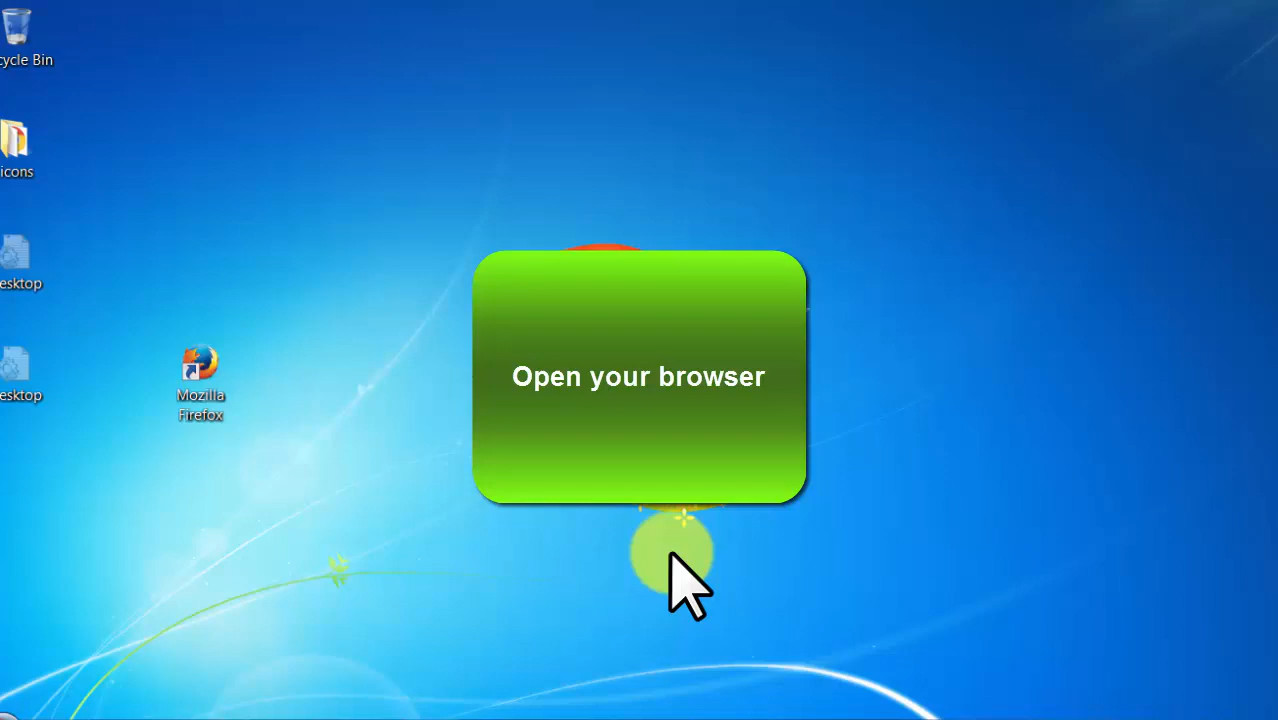 cycle Bin
icons
esktop
esktop
Mozilla
Firefox
Open your browser